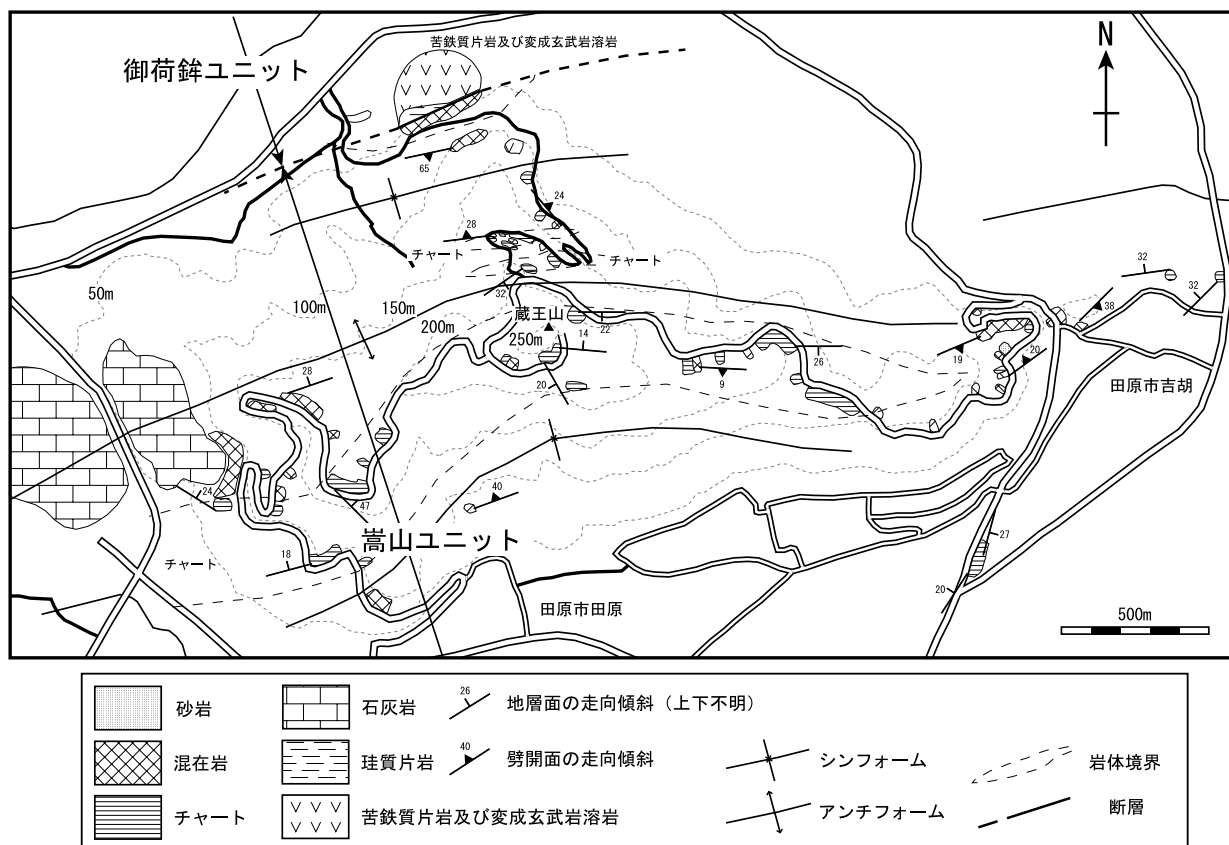 苦鉄質片岩及び変成玄武岩溶岩
御荷鉾ユニット
N
65
24
28
チャート
チャート
32
32
50m
100m
150m
200m
32
蔵王山
250m
22
14
38
19
20
26
9
20
田原市吉胡
28
24
47
40
嵩山ユニット
チャート
18
27
20
田原市田原
500m
砂岩
石灰岩
26
地層面の走向傾斜（上下不明）
混在岩
珪質片岩
40
劈開面の走向傾斜
シンフォーム
岩体境界
チャート
苦鉄質片岩及び変成玄武岩溶岩
アンチフォーム
断層